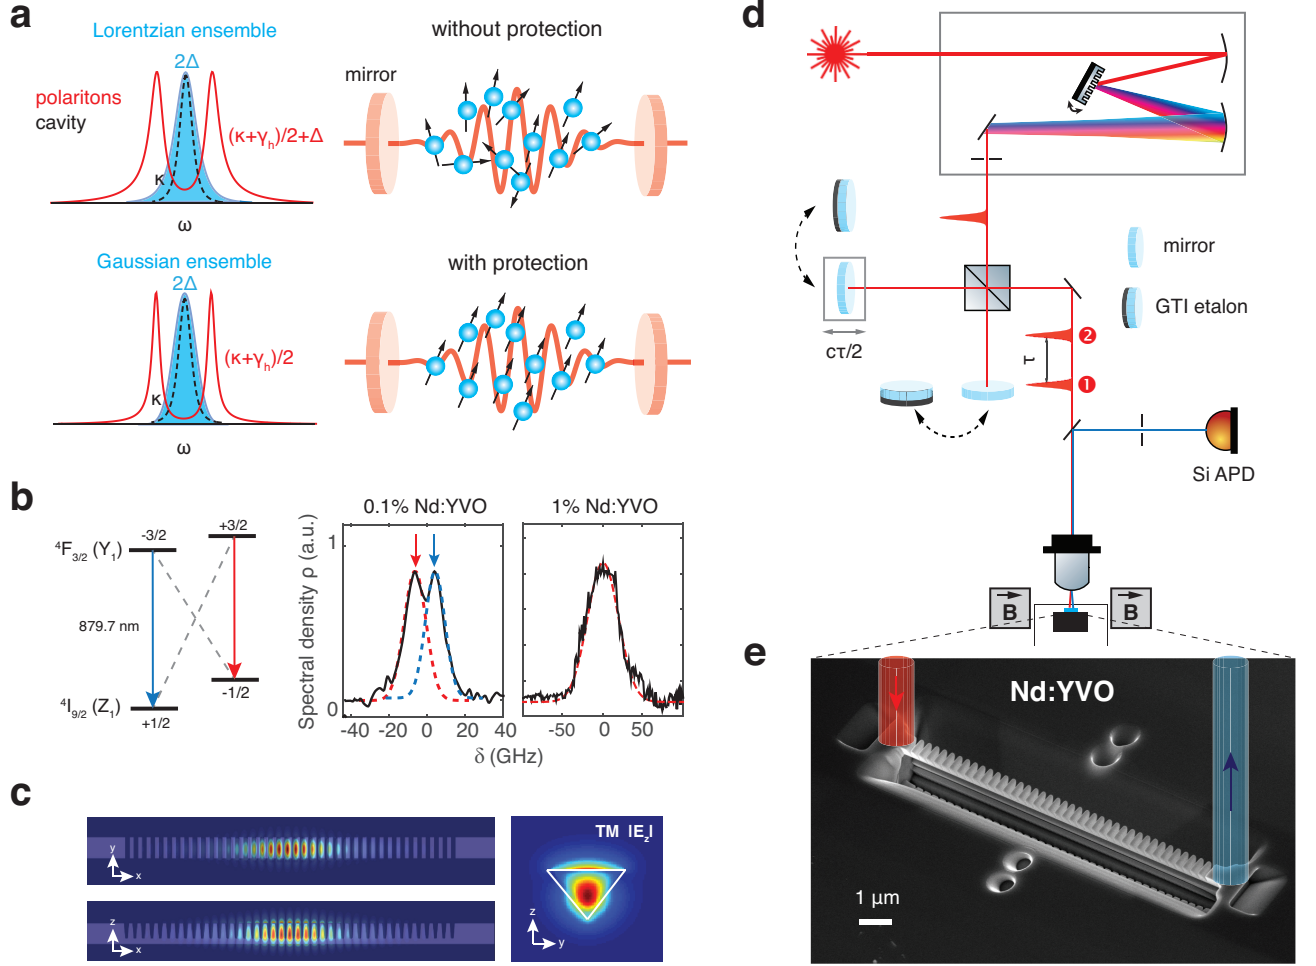 a
Lorentzian ensemble
2Δ
polaritons
cavity
(κ+γh)/2+Δ
κ
ω
without protection
mirror
Gaussian ensemble
2Δ
(κ+γh)/2
κ
ω
with protection
b
-3/2
+3/2
⁴F3/2 (Y1)
879.7 nm
-1/2
⁴I9/2 (Z1)
+1/2
0.1% Nd:YVO
1% Nd:YVO
Spectral density ρ (a.u.)
1
0
-40 -20 0 20 40
-50 0 50
δ (GHz)
c
y
x
z
x
TM |Ez|
z
y
d
mirror
GTI etalon
cτ/2
2
τ
1
Si APD
B
B
e
Nd:YVO
1 μm